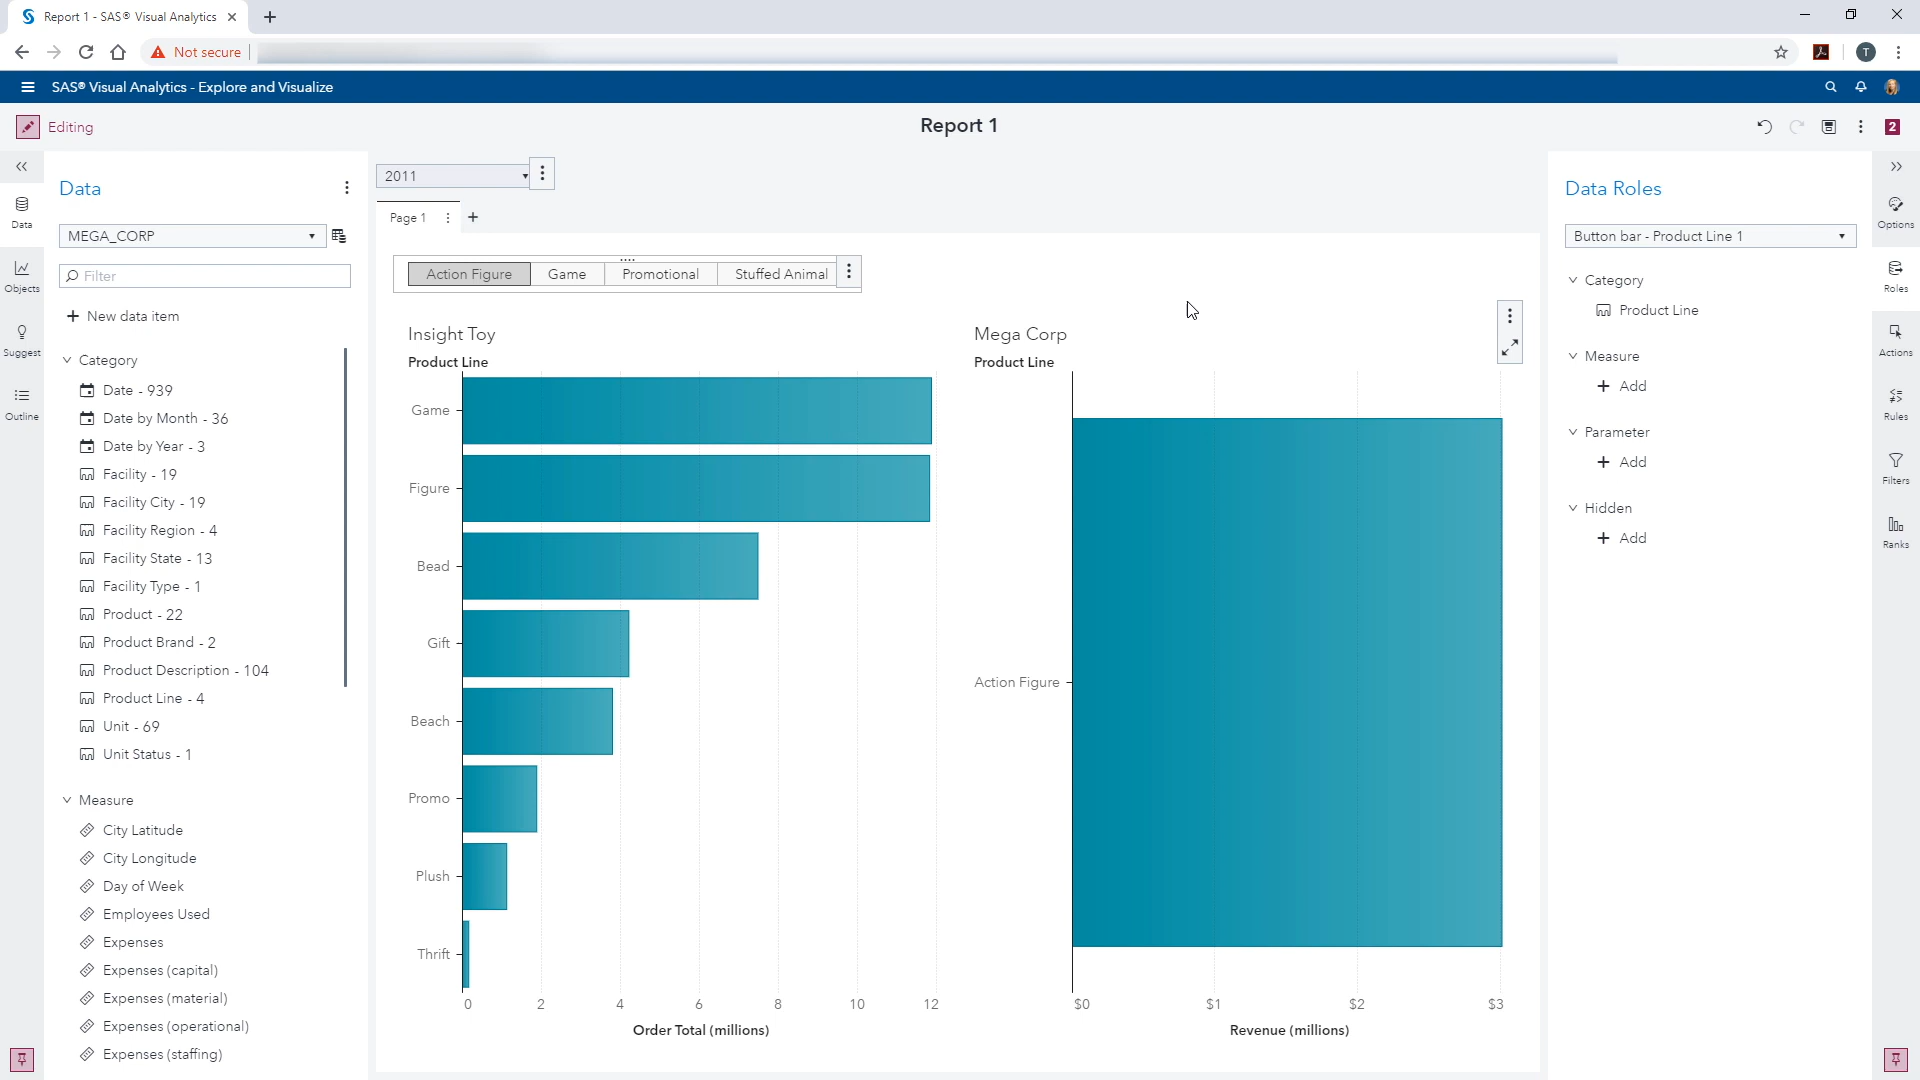 Report 1 - SAS® Visual Analytics
Not secure
T
SAS® Visual Analytics - Explore and Visualize
Editing
Report 1
2
Data
Objects
Suggest
Outline
Data
MEGA_CORP
Filter
New data item
Category
Date - 939
Date by Month - 36
Date by Year - 3
Facility - 19
Facility City - 19
Facility Region - 4
Facility State - 13
Facility Type - 1
Product - 22
Product Brand - 2
Product Description - 104
Product Line - 4
Unit - 69
Unit Status - 1
Measure
City Latitude
City Longitude
Day of Week
Employees Used
Expenses
Expenses (capital)
Expenses (material)
Expenses (operational)
Expenses (staffing)
2011
Page 1
Action Figure Game Promotional Stuffed Animal
Insight Toy
Product Line
Game
Figure
Bead
Gift
Beach
Promo
Plush
Thrift
0 2 4 6 8 10 12
Order Total (millions)
Mega Corp
Product Line
Action Figure
$0 $1 $2 $3
Revenue (millions)
Data Roles
Button bar - Product Line 1
Category
Product Line
Measure
Add
Parameter
Add
Hidden
Add
Options
Roles
Actions
Rules
Filters
Ranks